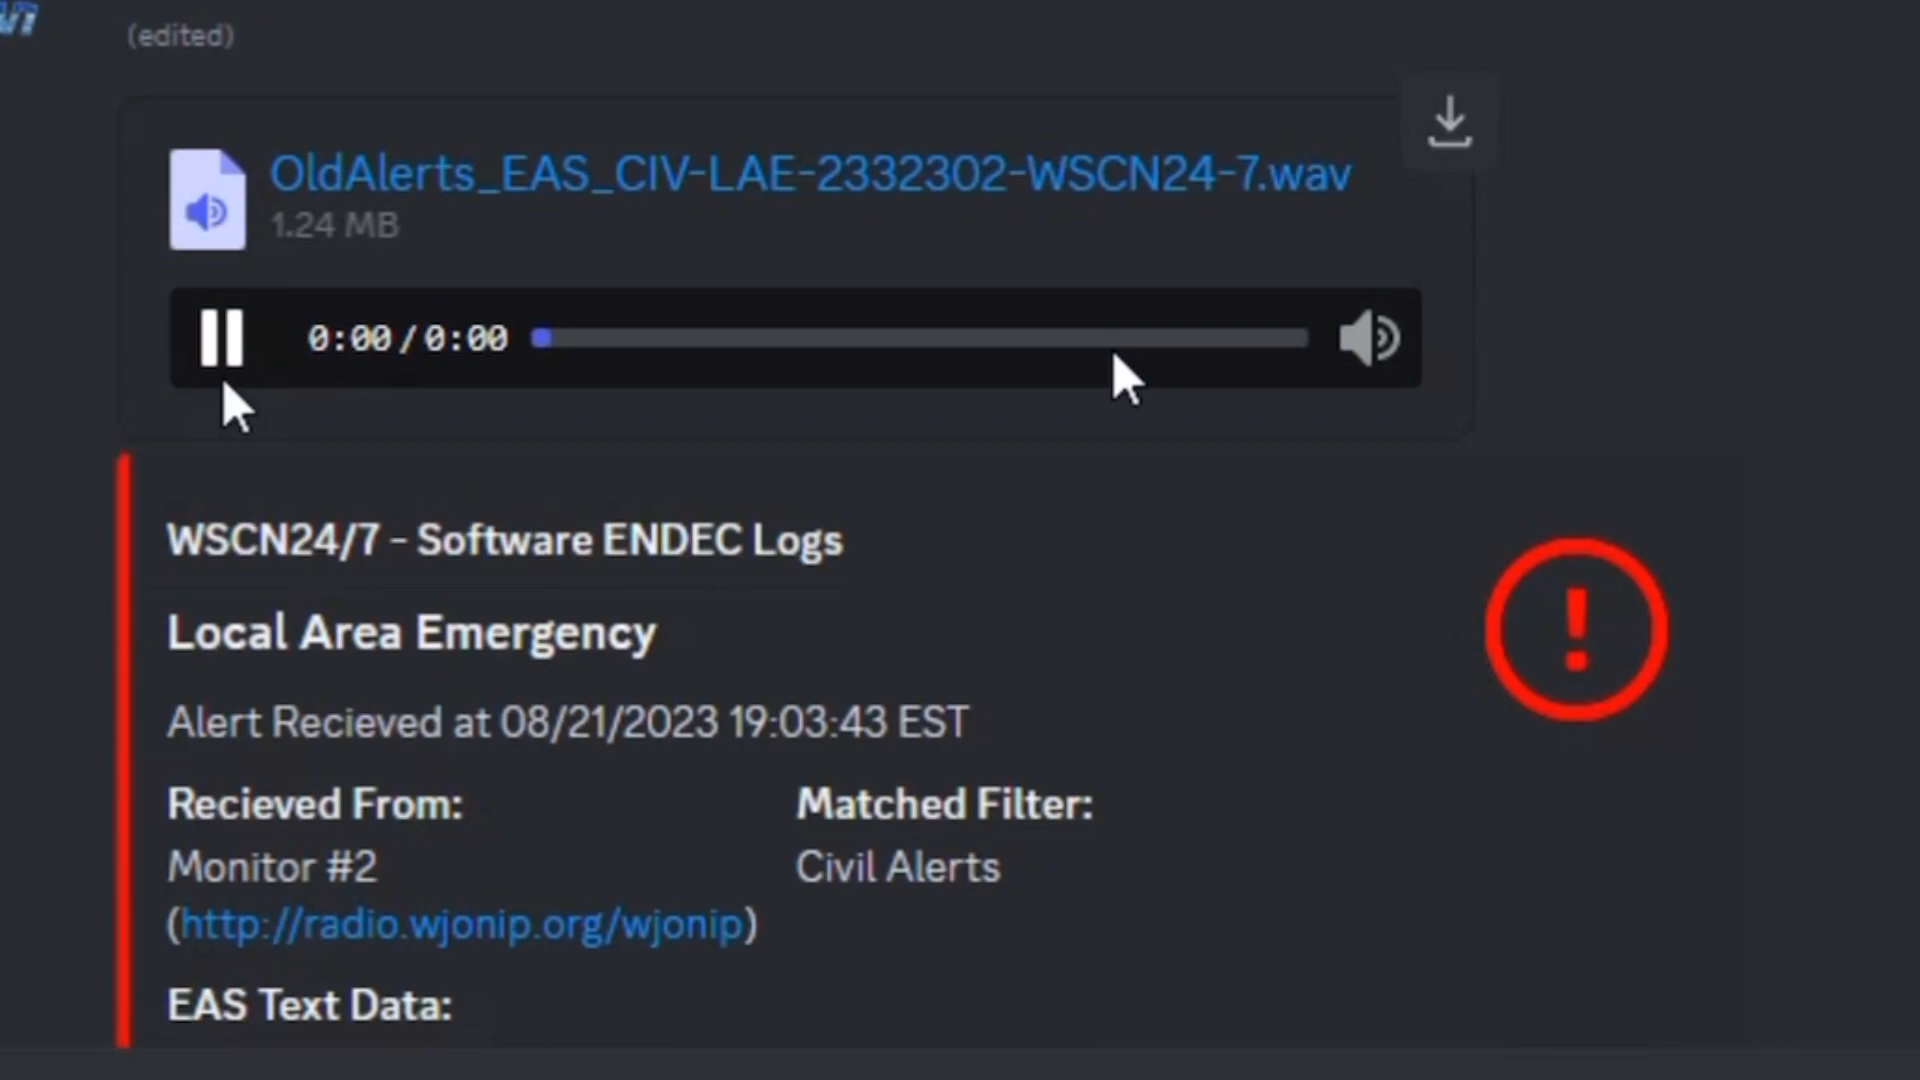 (edited)
OldAlerts_EAS_CIV-LAE-2332302-WSCN24-7.wav
1.24 MB
0:00/0:00
WSCN24/7 - Software ENDEC Logs
Local Area Emergency
Alert Recieved at 08/21/2023 19:03:43 EST
Recieved From:
Matched Filter:
Monitor #2
Civil Alerts
(http://radio.wjonip.org/wjonip)
EAS Text Data: